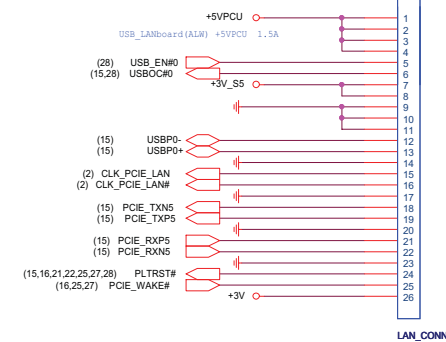 +5VPCU
1
USB_LANboard(ALW) +5VPCU 1.5A
2
3
4
(28) USB_EN#0
5
(15,28) USBOC#0
6
+3V_S5
7
8
9
10
11
(15) USBP0-
12
(15) USBP0+
13
14
(2) CLK_PCIE_LAN
15
(2) CLK_PCIE_LAN#
16
17
(15) PCIE_TXN5
18
(15) PCIE_TXP5
19
20
(15) PCIE_RXP5
21
(15) PCIE_RXN5
22
23
(15,16,21,22,25,27,28) PLTRST#
24
(16,25,27) PCIE_WAKE#
25
+3V
26
LAN_CONN